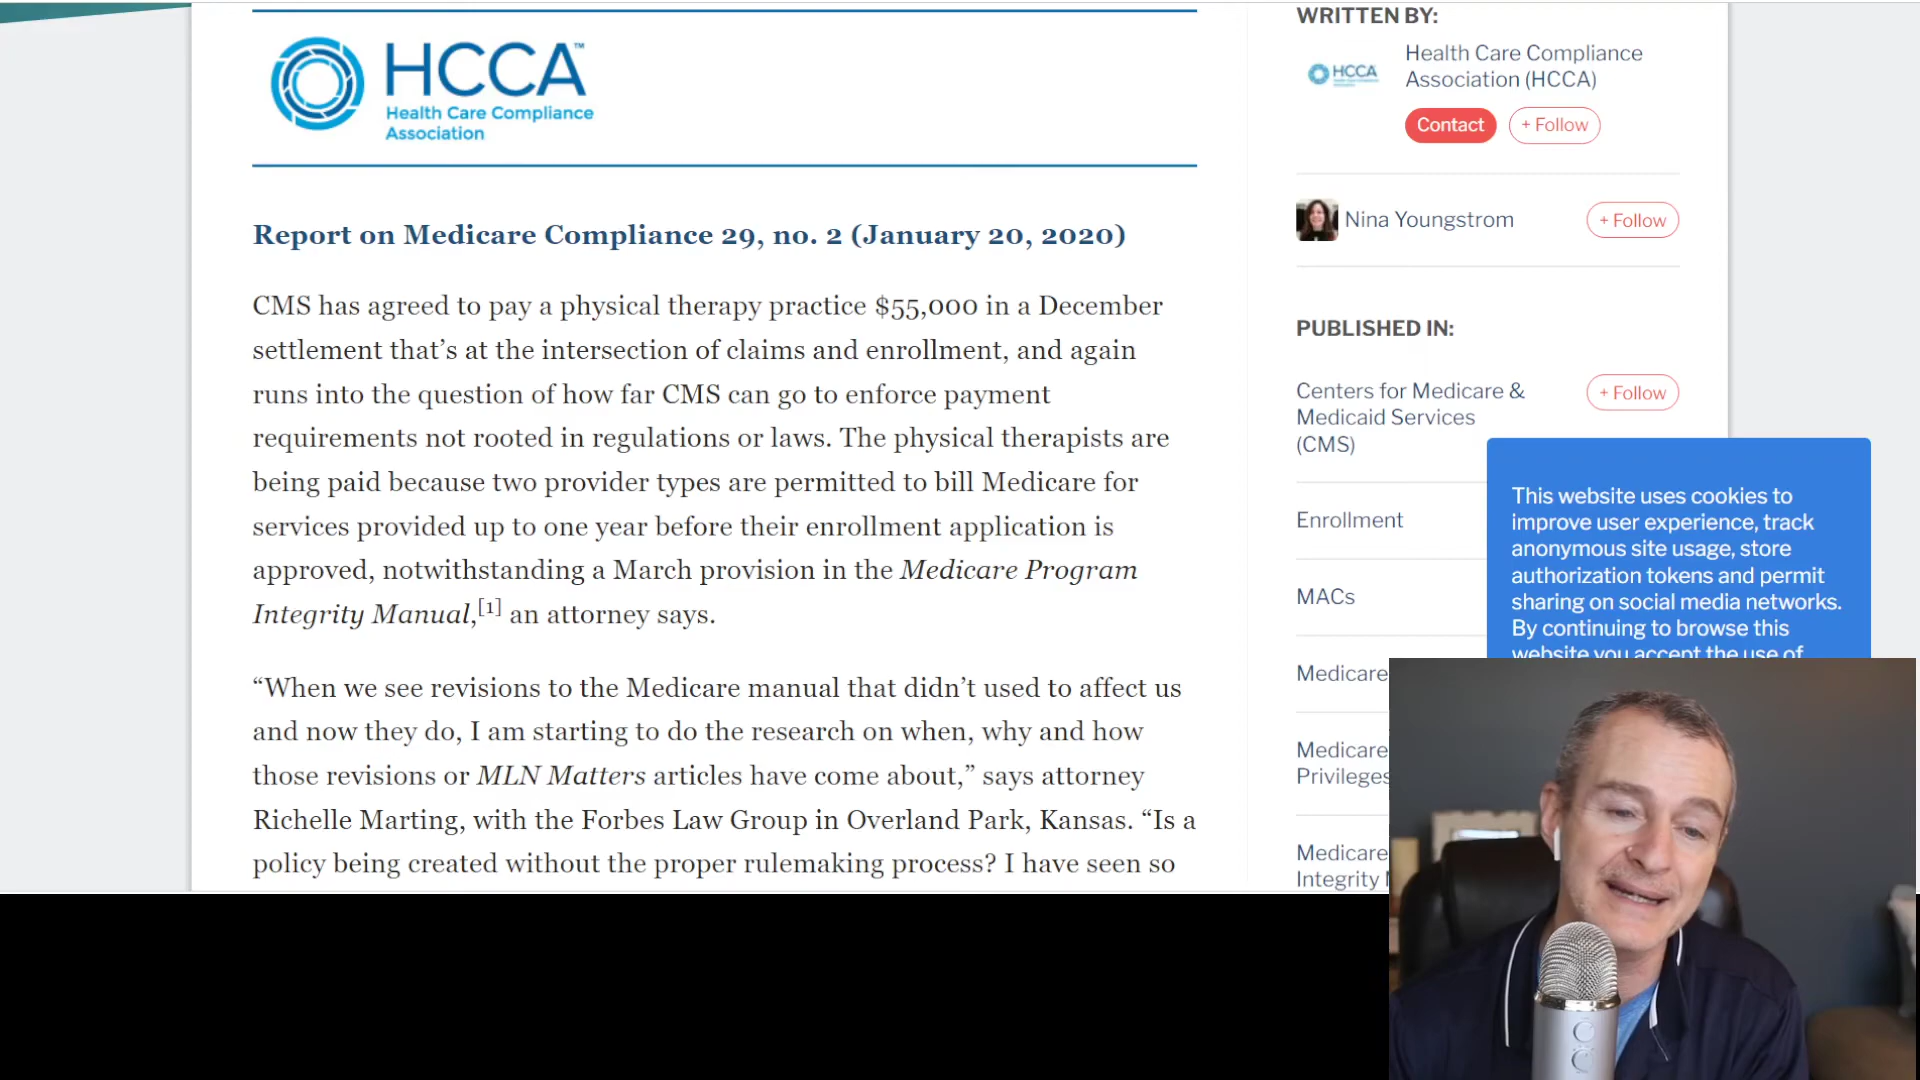 HCCA™
Health Care Compliance
Association
Report on Medicare Compliance 29, no. 2 (January 20, 2020)
CMS has agreed to pay a physical therapy practice $55,000 in a December
settlement that’s at the intersection of claims and enrollment, and again
runs into the question of how far CMS can go to enforce payment
requirements not rooted in regulations or laws. The physical therapists are
being paid because two provider types are permitted to bill Medicare for
services provided up to one year before their enrollment application is
approved, notwithstanding a March provision in the Medicare Program
Integrity Manual,[1] an attorney says.
“When we see revisions to the Medicare manual that didn’t used to affect us
and now they do, I am starting to do the research on when, why and how
those revisions or MLN Matters articles have come about,” says attorney
Richelle Marting, with the Forbes Law Group in Overland Park, Kansas. “Is a
policy being created without the proper rulemaking process? I have seen so
WRITTEN BY:
HCCA
Health Care Compliance
Association (HCCA)
Contact
+ Follow
Nina Youngstrom
+ Follow
PUBLISHED IN:
Centers for Medicare &
Medicaid Services
(CMS)
+ Follow
Enrollment
MACs
Medicare
Medicare
Privileges
Medicare
Integrity
This website uses cookies to
improve user experience, track
anonymous site usage, store
authorization tokens and permit
sharing on social media networks.
By continuing to browse this
website you accept the use of